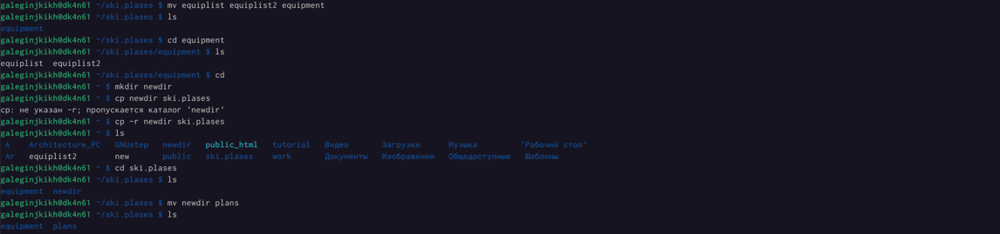 galeginjkikh@dk4n61 ~/ski.plases $ mv equiplist equiplist2 equipment
galeginjkikh@dk4n61 ~/ski.plases $ ls
equipment
galeginjkikh@dk4n61 ~/ski.plases $ cd equipment
galeginjkikh@dk4n61 ~/ski.plases/equipment $ ls
equiplist  equiplist2
galeginjkikh@dk4n61 ~/ski.plases/equipment $ cd
galeginjkikh@dk4n61 ~ $ mkdir newdir
galeginjkikh@dk4n61 ~ $ cp newdir ski.plases
cp: не указан -r; пропускается каталог 'newdir'
galeginjkikh@dk4n61 ~ $ cp -r newdir ski.plases
galeginjkikh@dk4n61 ~ $ ls
A    Architecture_PC   GNUstep   newdir   public_html   tutorial   Видео       Загрузки      Музыка         'Рабочий стол'
Ar   equiplist2        new       public   ski.plases    work       Документы   Изображения   Общедоступные   Шаблоны
galeginjkikh@dk4n61 ~ $ cd ski.plases
galeginjkikh@dk4n61 ~/ski.plases $ ls
equipment  newdir
galeginjkikh@dk4n61 ~/ski.plases $ mv newdir plans
galeginjkikh@dk4n61 ~/ski.plases $ ls
equipment  plans